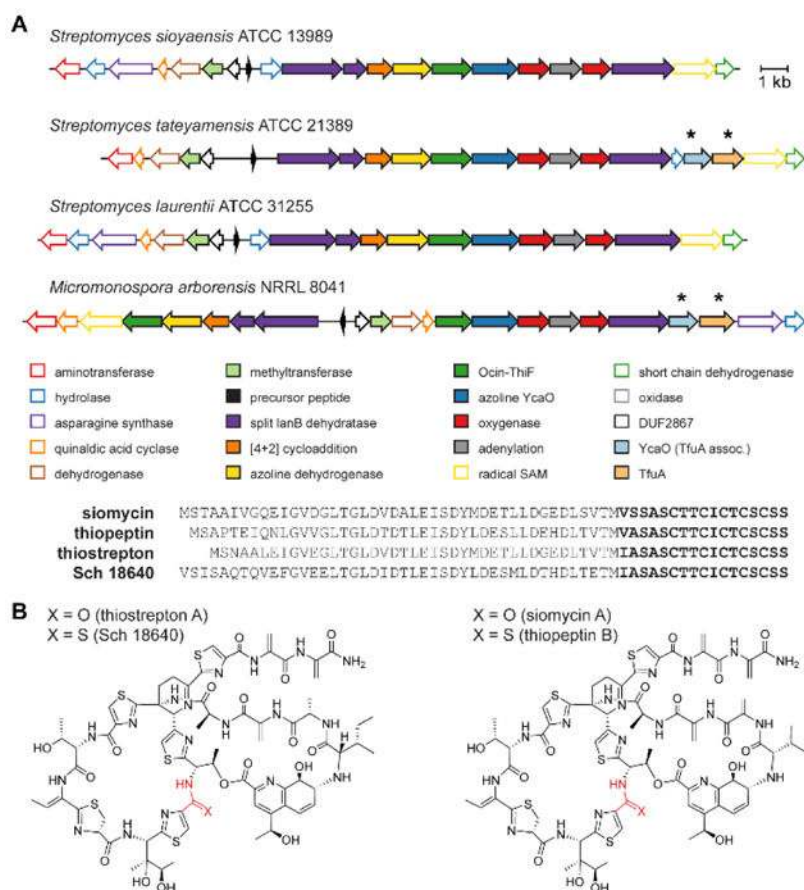 A
Streptomyces sioyaensis ATCC 13989
1 kb
Streptomyces tateyamensis ATCC 21389
* *
Streptomyces laurentii ATCC 31255
Micromonospora arborensis NRRL 8041
* *
aminotransferase
hydrolase
asparagine synthase
quinaldic acid cyclase
dehydrogenase
methyltransferase
precursor peptide
split lanB dehydratase
[4+2] cycloaddition
azoline dehydrogenase
Ocin-ThiF
azoline YcaO
oxygenase
adenylation
radical SAM
short chain dehydrogenase
oxidase
DUF2867
YcaO (TfuA assoc.)
TfuA
siomycin MSTAAIVGQEIGVDGLTGLDVDALEISDYMDETLLDGEDLSVTMVSSASCTTCICTCSCSS
thiopeptin MSAPTEIQNLGVVGLTGLDTDTLEISDYLDESLLDEHDLTVTMVASASCTTCICTCSCSS
thiostrepton MSNAALEIGVEGLTGLDVDTLEISDYMDETLLDGEDLTVTMIASASCTTCICTCSCSS
Sch 18640 VSISAQTQVEFGVEELTGLDIDTLEISDYLDESMLDTHDLTETMIASASCTTCICTCSCSS
B
X = O (thiostrepton A)
X = S (Sch 18640)
X = O (siomycin A)
X = S (thiopeptin B)